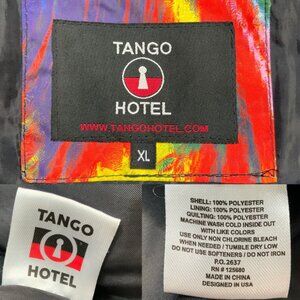 TANGO
HOTEL
WWW.TANGOHOTEL.COM
XL
TANGO
HOTEL
SHELL: 100% POLYESTER
LINING: 100% POLYESTER
QUILTING: 100% POLYESTER
MACHINE WASH COLD INSIDE OUT
WITH LIKE COLORS
USE ONLY NON CHLORINE BLEACH
WHEN NEEDED / TUMBLE DRY LOW
DO NOT USE SOFTENERS / DO NOT IRON
P.O. 2637
RN # 125680
MADE IN CHINA
DESIGNED IN USA